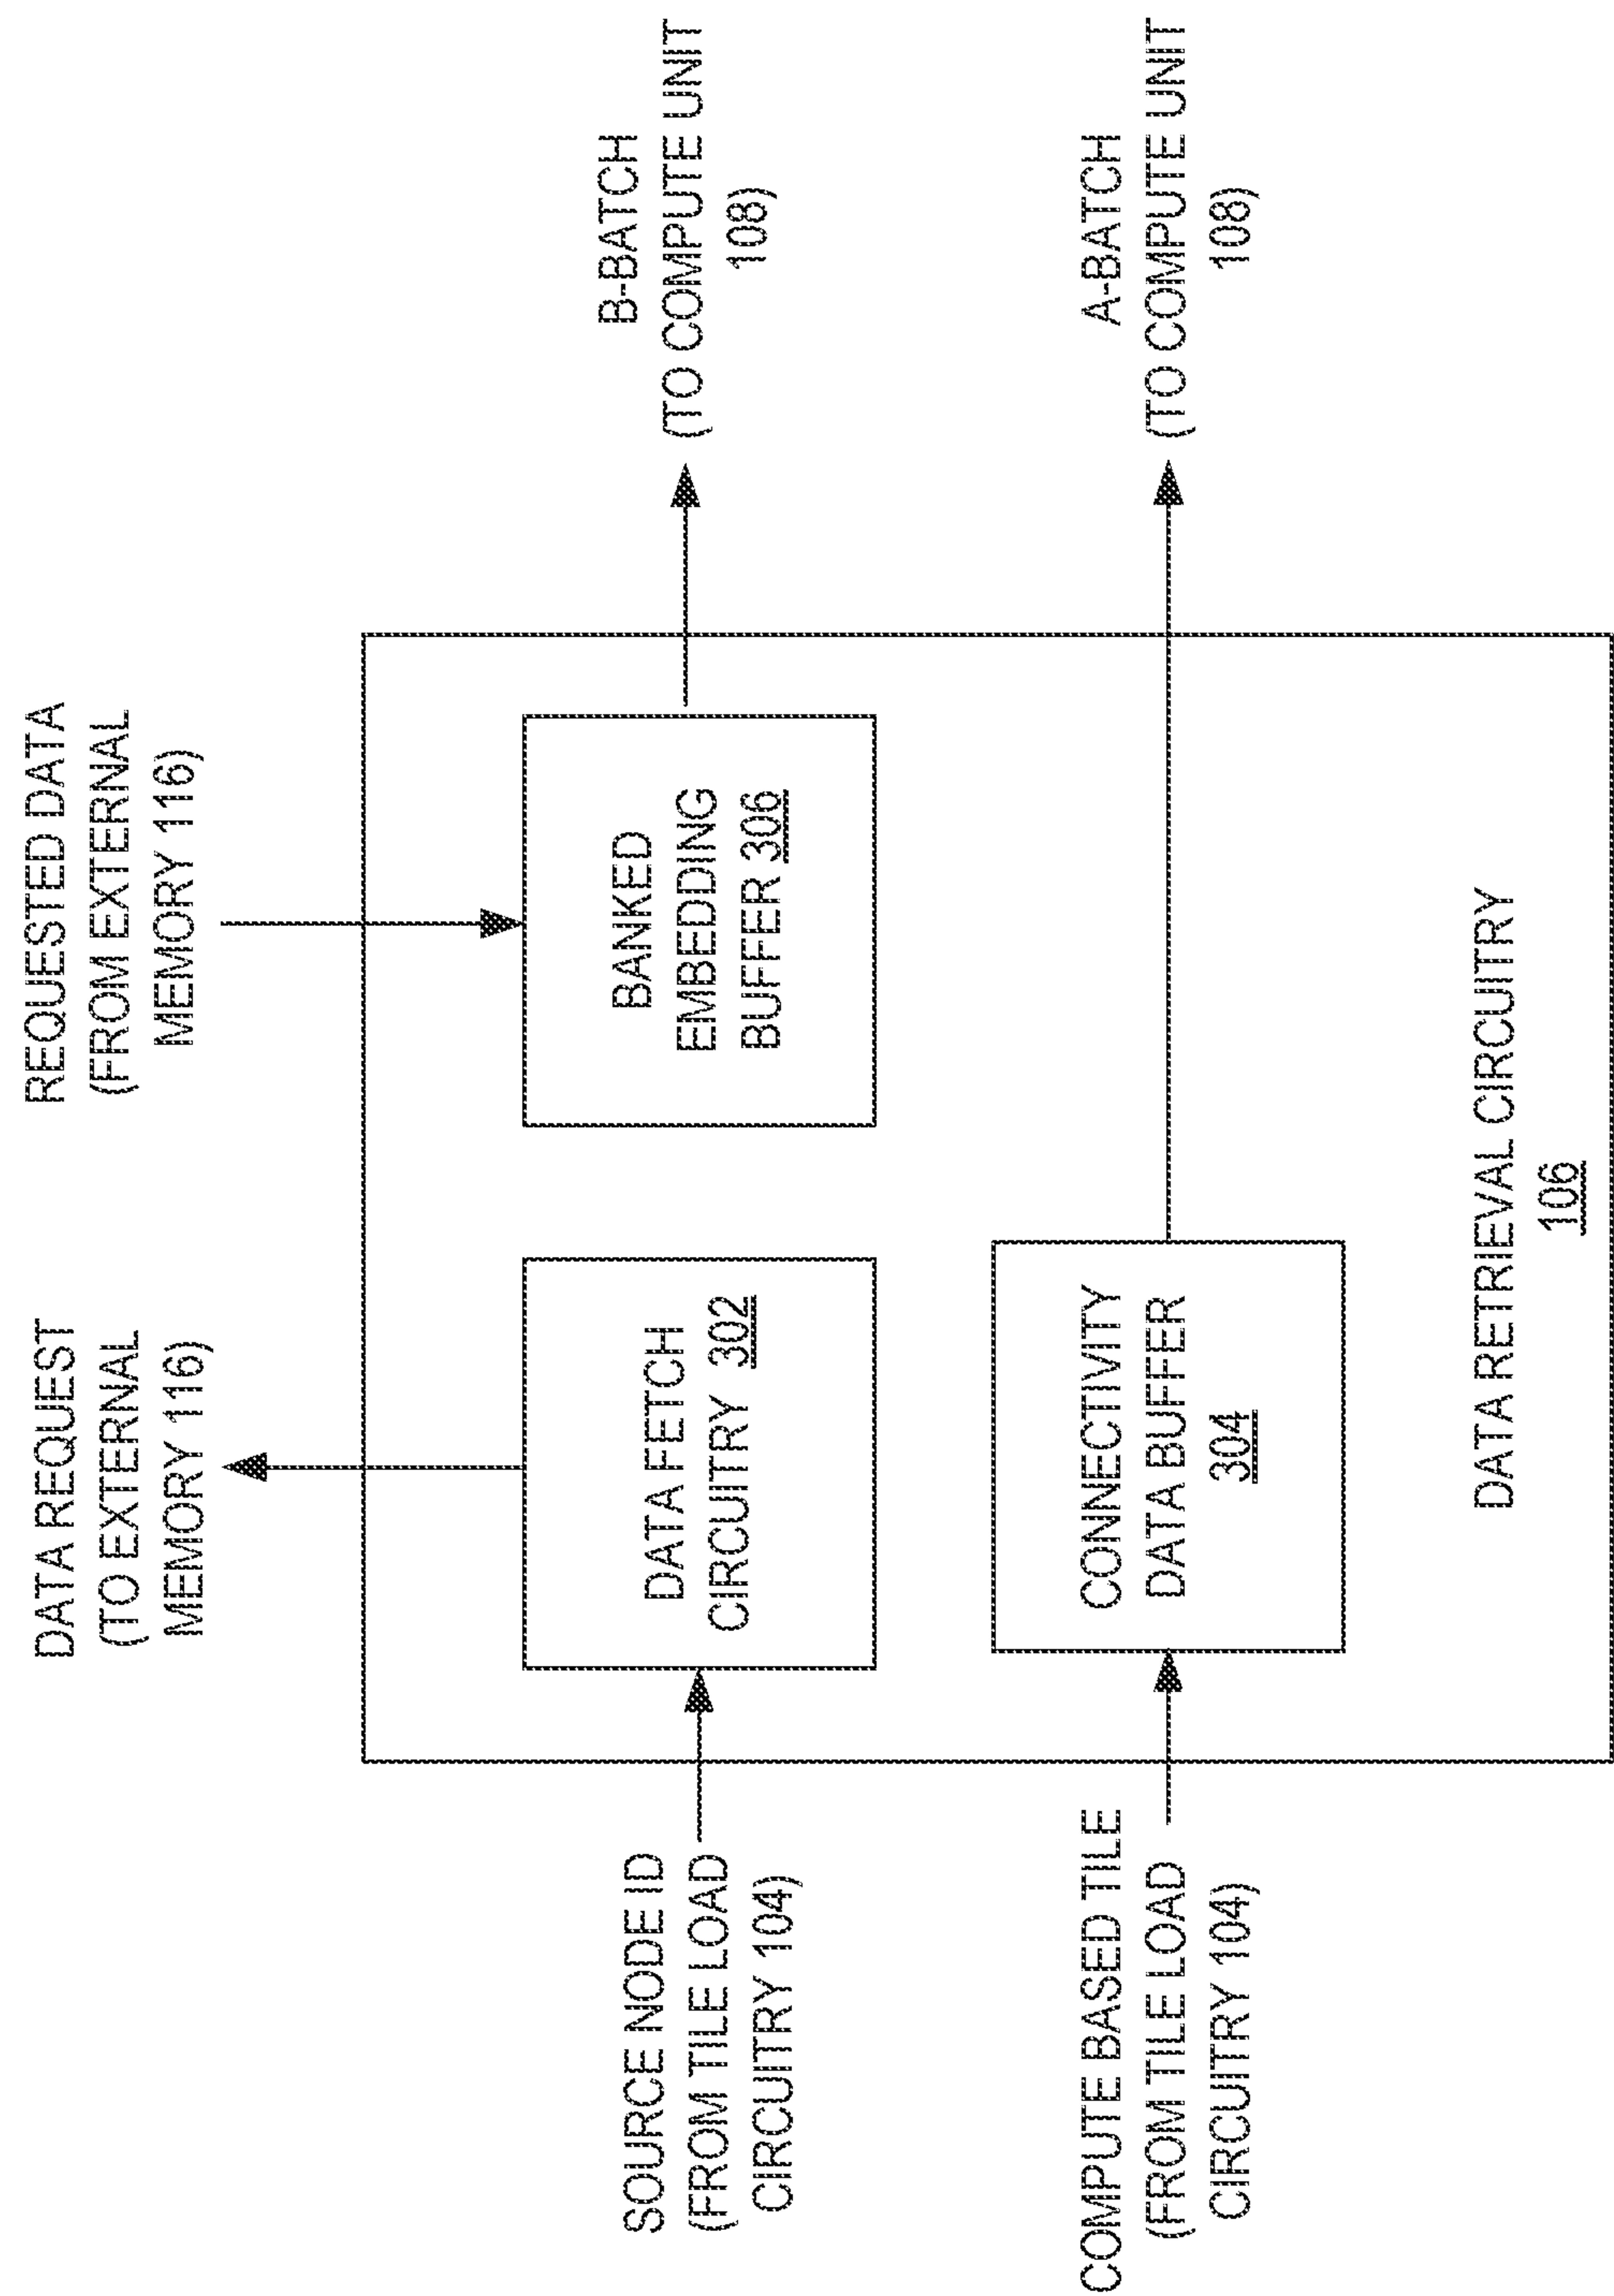 DATA REQUEST
(TO EXTERNAL
MEMORY 116)
REQUESTED DATA
(FROM EXTERNAL
MEMORY 116)
SOURCE NODE ID
(FROM TILE LOAD
CIRCUITRY 104)
DATA FETCH
CIRCUITRY 302
BANKED
EMBEDDING
BUFFER 306
B-BATCH
(TO COMPUTE UNIT
108)
COMPUTE BASED TILE
(FROM TILE LOAD
CIRCUITRY 104)
CONNECTIVITY
DATA BUFFER
304
A-BATCH
(TO COMPUTE UNIT
108)
DATA RETRIEVAL CIRCUITRY
106